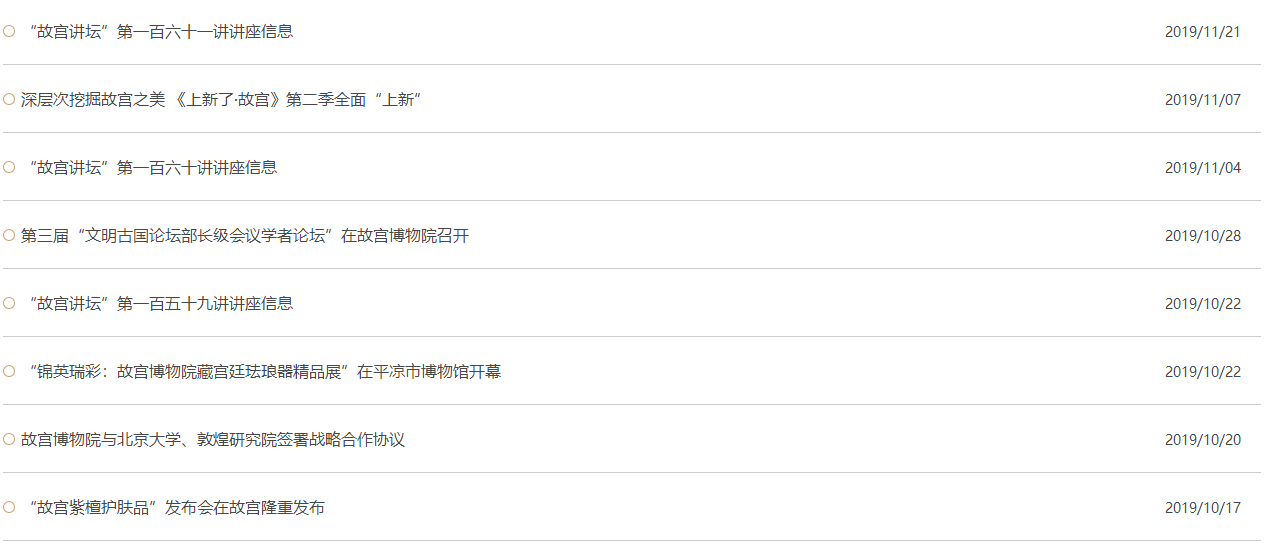 “故宫讲坛”第一百六十一讲讲座信息 2019/11/21
深层次挖掘故宫之美 《上新了·故宫》第二季全面“上新” 2019/11/07
“故宫讲坛”第一百六十讲讲座信息 2019/11/04
第三届“文明古国论坛部长级会议学者论坛”在故宫博物院召开 2019/10/28
“故宫讲坛”第一百五十九讲讲座信息 2019/10/22
“锦英瑞彩：故宫博物院藏宫廷珐琅器精品展”在平凉市博物馆开幕 2019/10/22
故宫博物院与北京大学、敦煌研究院签署战略合作协议 2019/10/20
“故宫紫檀护肤品”发布会在故宫隆重发布 2019/10/17